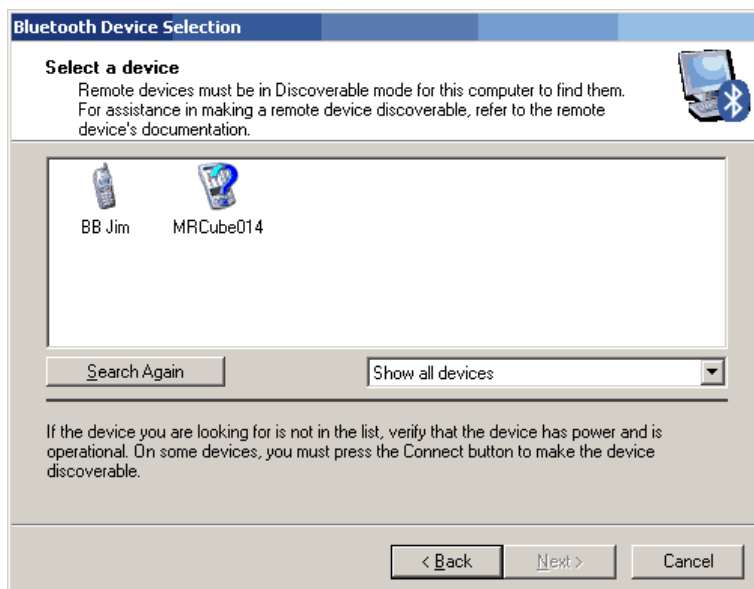 Bluetooth Device Selection
Select a device
Remote devices must be in Discoverable mode for this computer to find them.
For assistance in making a remote device discoverable, refer to the remote
device's documentation.
BB Jim
MRCube014
Search Again
Show all devices
If the device you are looking for is not in the list, verify that the device has power and is
operational. On some devices, you must press the Connect button to make the device
discoverable.
< Back
Next >
Cancel